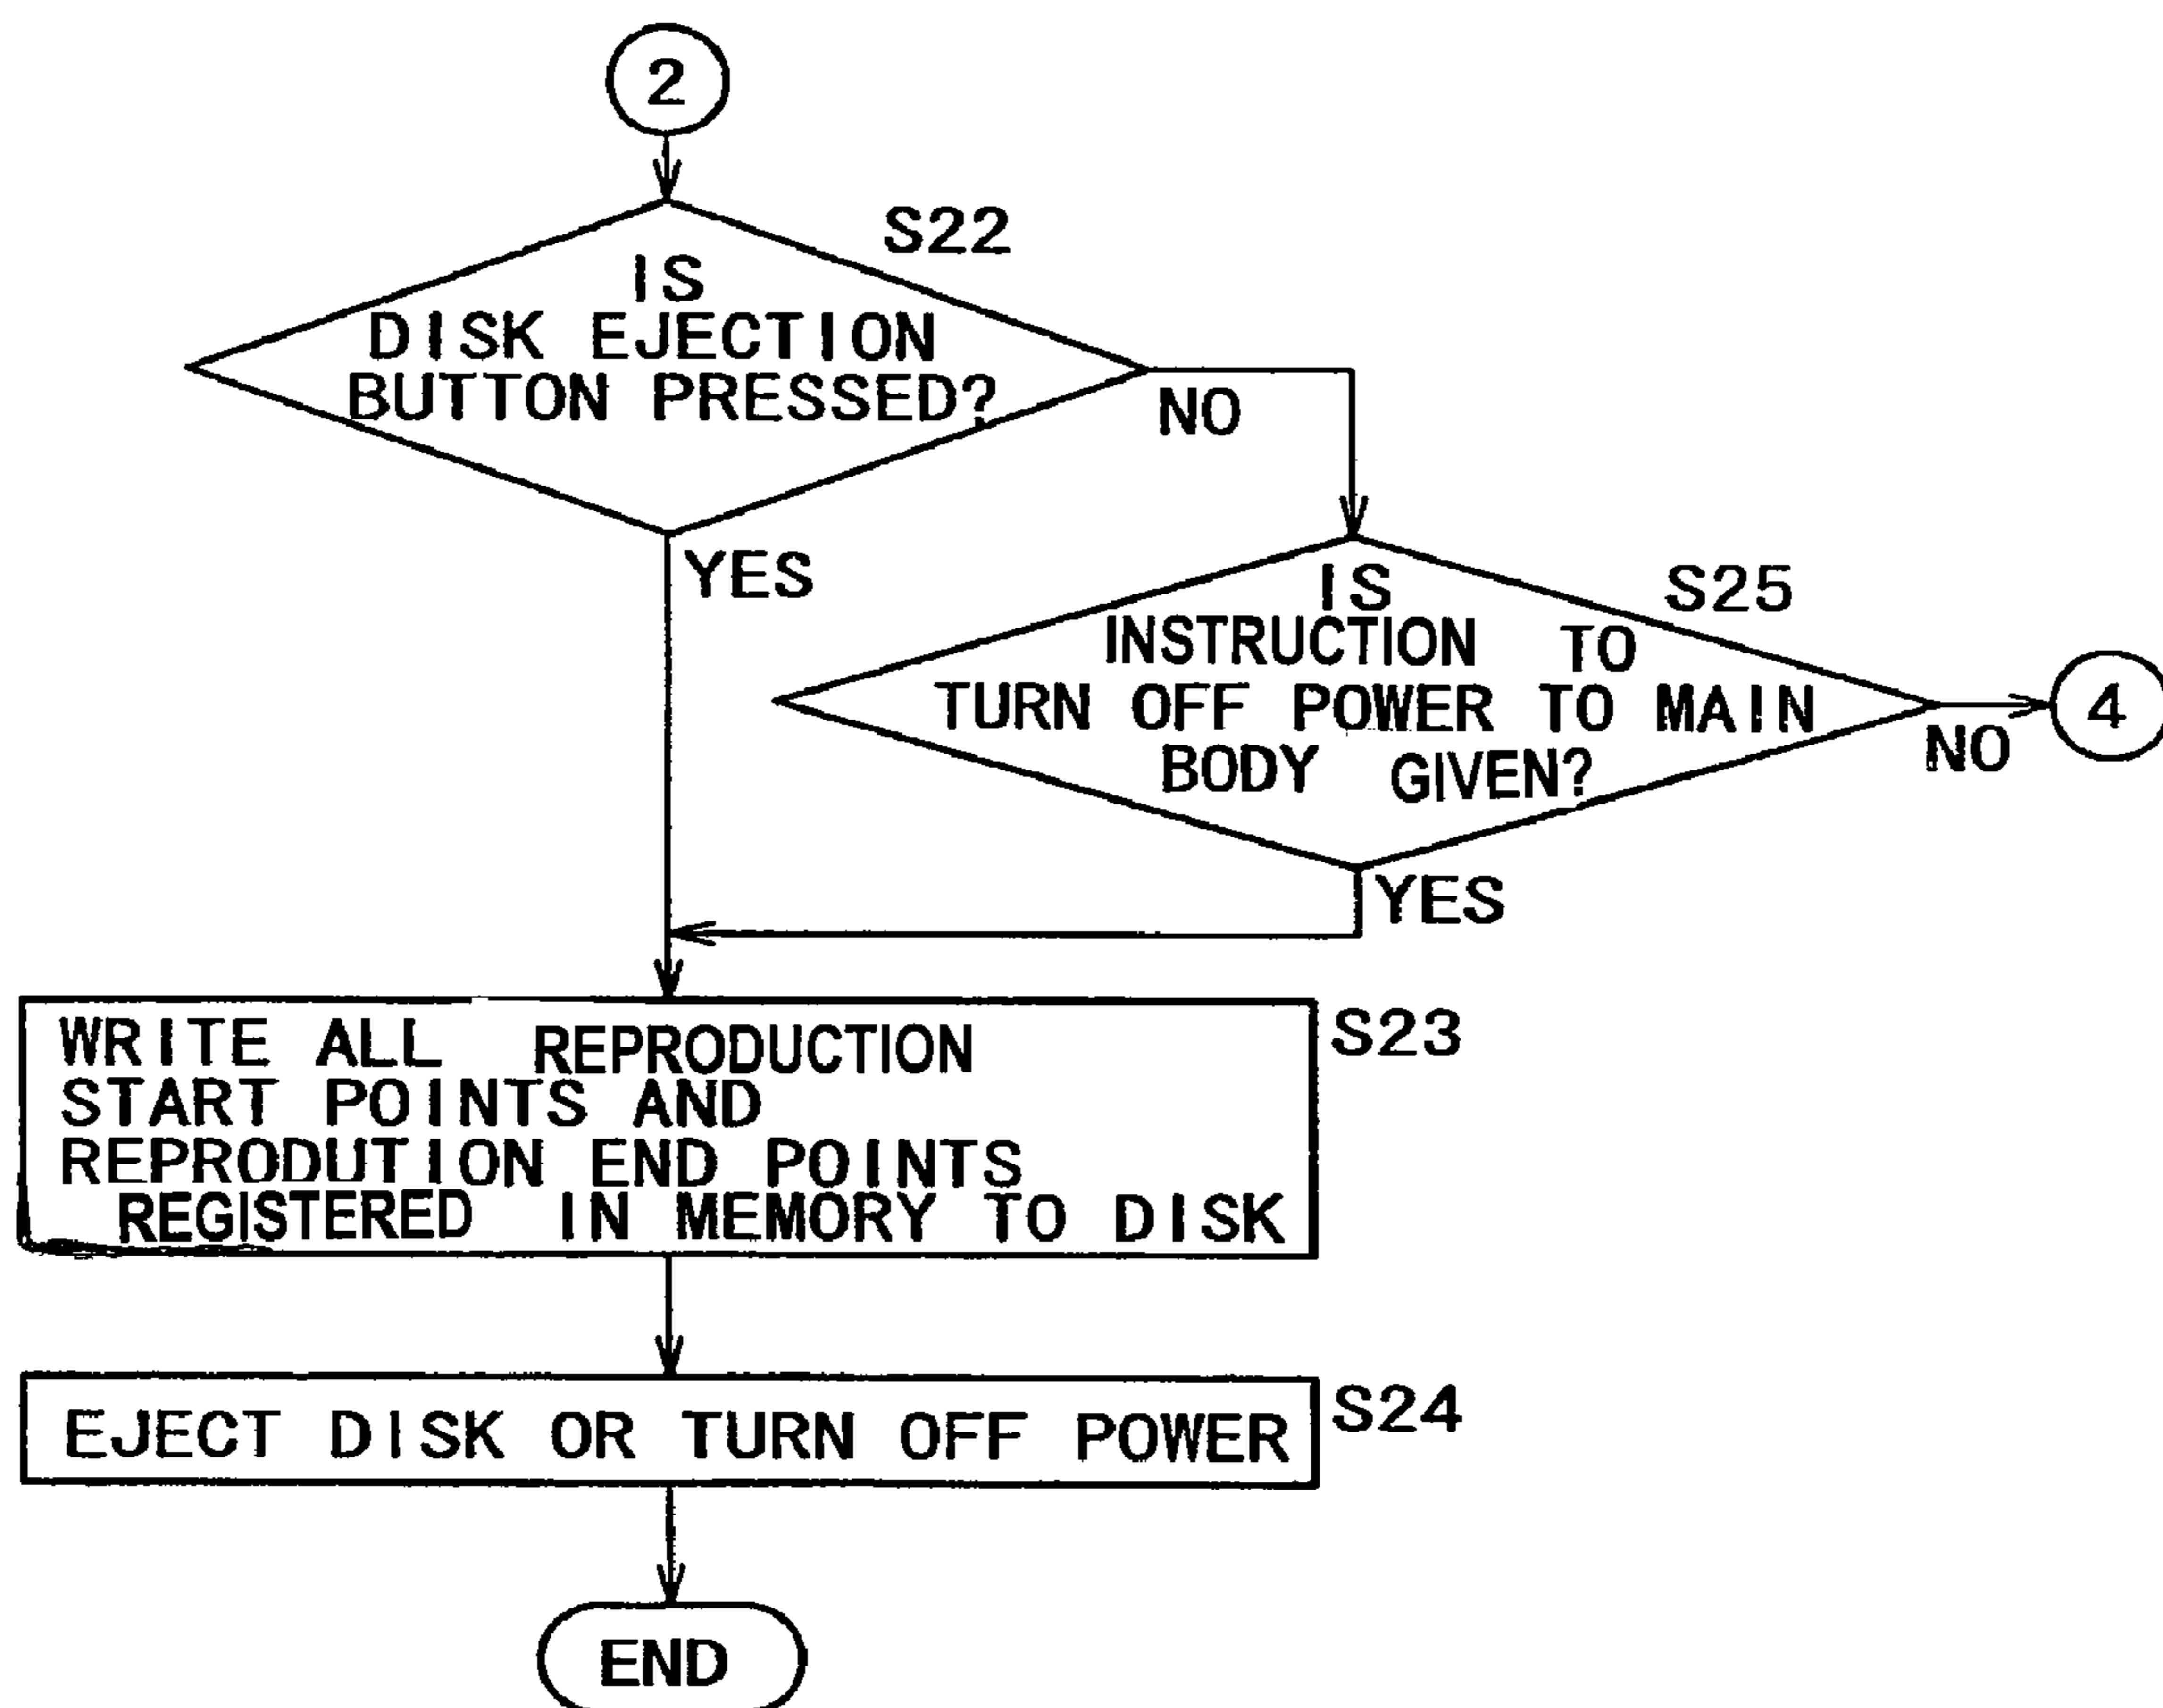 2
S22
IS
DISK EJECTION
BUTTON PRESSED?
NO
YES
S25
IS
INSTRUCTION TO
TURN OFF POWER TO MAIN
BODY GIVEN?
NO
4
YES
S23
WRITE ALL REPRODUCTION
START POINTS AND
REPRODUTION END POINTS
REGISTERED IN MEMORY TO DISK
S24
EJECT DISK OR TURN OFF POWER
END